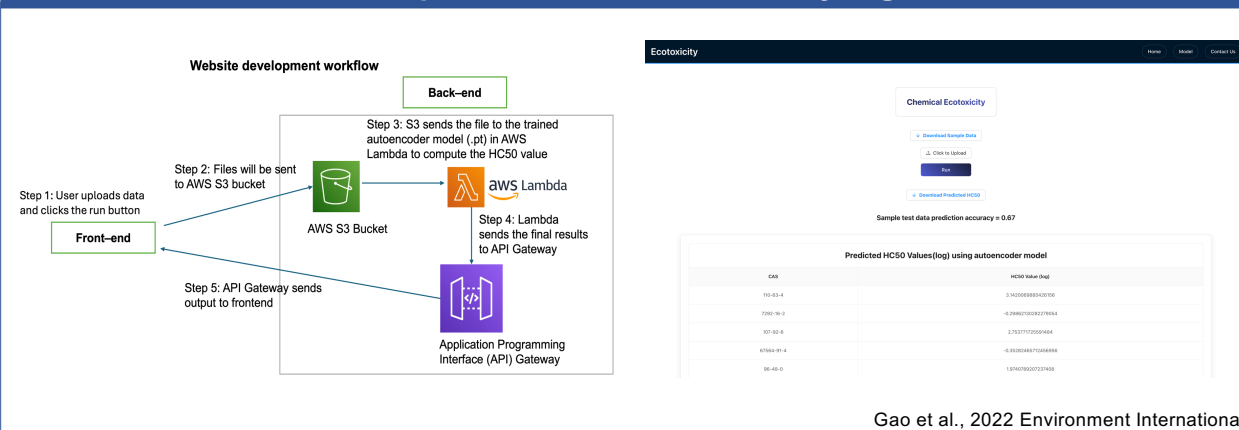 Website development workflow
Back–end
Step 3: S3 sends the file to the trained
autoencoder model (.pt) in AWS
Lambda to compute the HC50 value
Step 2: Files will be sent
to AWS S3 bucket
Step 1: User uploads data
and clicks the run button
Front–end
AWS S3 Bucket
aws Lambda
Step 4: Lambda
sends the final results
to API Gateway
Step 5: API Gateway sends
output to frontend
Application Programming
Interface (API) Gateway
Ecotoxicity
Home
Model
Contact Us
Chemical Ecotoxicity
Download Sample Data
Click to Upload
Run
Download Predicted HC50
Sample test data prediction accuracy = 0.67
Predicted HC50 Values(log) using autoencoder model
CAS
HC50 Value (log)
110-83-4
7292-16-2
107-92-6
67564-91-4
96-48-0
Gao et al., 2022 Environment Internationa